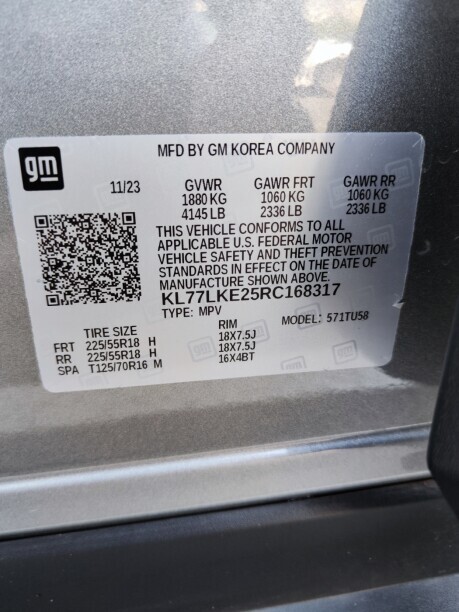 gm
MFD BY GM KOREA COMPANY
11/23 GVWR GAWR FRT GAWR RR
1880 KG 1060 KG 1060 KG
4145 LB 2336 LB 2336 LB
THIS VEHICLE CONFORMS TO ALL
APPLICABLE U.S. FEDERAL MOTOR
VEHICLE SAFETY AND THEFT PREVENTION
STANDARDS IN EFFECT ON THE DATE OF
MANUFACTURE SHOWN ABOVE.
KL77LKE25RC168317
TYPE: MPV MODEL: 571TU58
TIRE SIZE RIM
FRT 225/55R18 H 18X7.5J
RR 225/55R18 H 18X7.5J
SPA T125/70R16 M 16X4BT